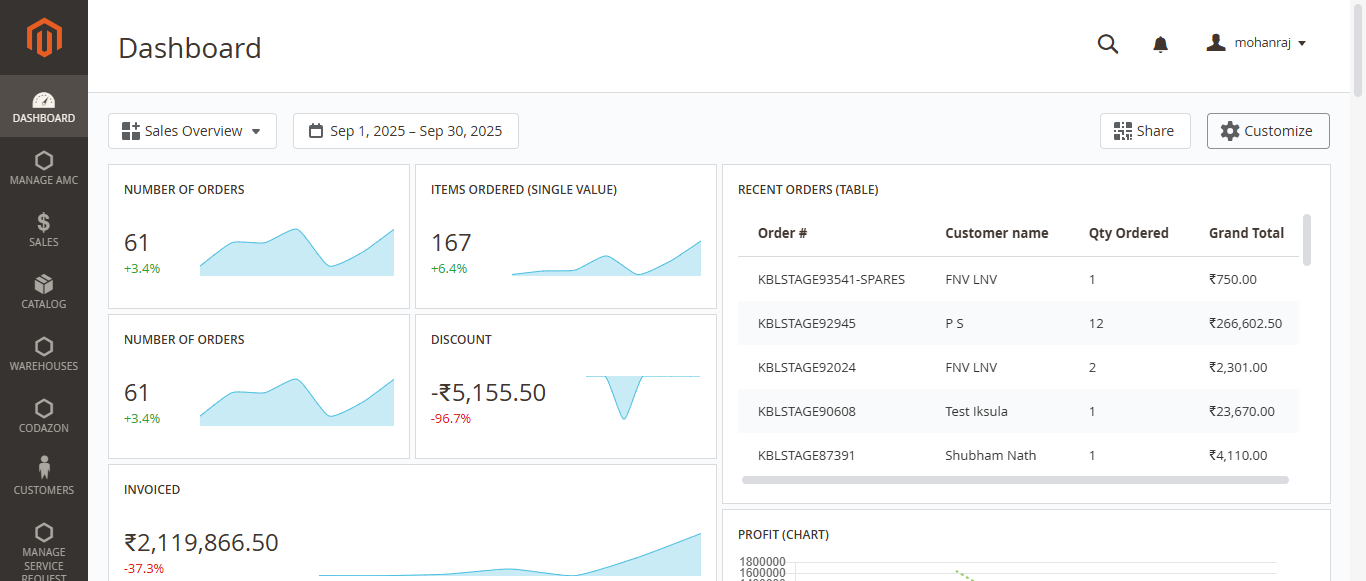 Dashboard
mohanraj
DASHBOARD
MANAGE AMC
SALES
CATALOG
WAREHOUSES
CODAZON
CUSTOMERS
MANAGE
SERVICE
REQUEST
Sales Overview
Sep 1, 2025 – Sep 30, 2025
Share
Customize
NUMBER OF ORDERS
61
+3.4%
ITEMS ORDERED (SINGLE VALUE)
167
+6.4%
NUMBER OF ORDERS
61
+3.4%
DISCOUNT
-₹5,155.50
-96.7%
INVOICED
₹2,119,866.50
-37.3%
RECENT ORDERS (TABLE)
Order # Customer name Qty Ordered Grand Total
KBLSTAGE93541-SPARES FNV LNV 1 ₹750.00
KBLSTAGE92945 P S 12 ₹266,602.50
KBLSTAGE92024 FNV LNV 2 ₹2,301.00
KBLSTAGE90608 Test Iksula 1 ₹23,670.00
KBLSTAGE87391 Shubham Nath 1 ₹4,110.00
PROFIT (CHART)
1800000
1600000